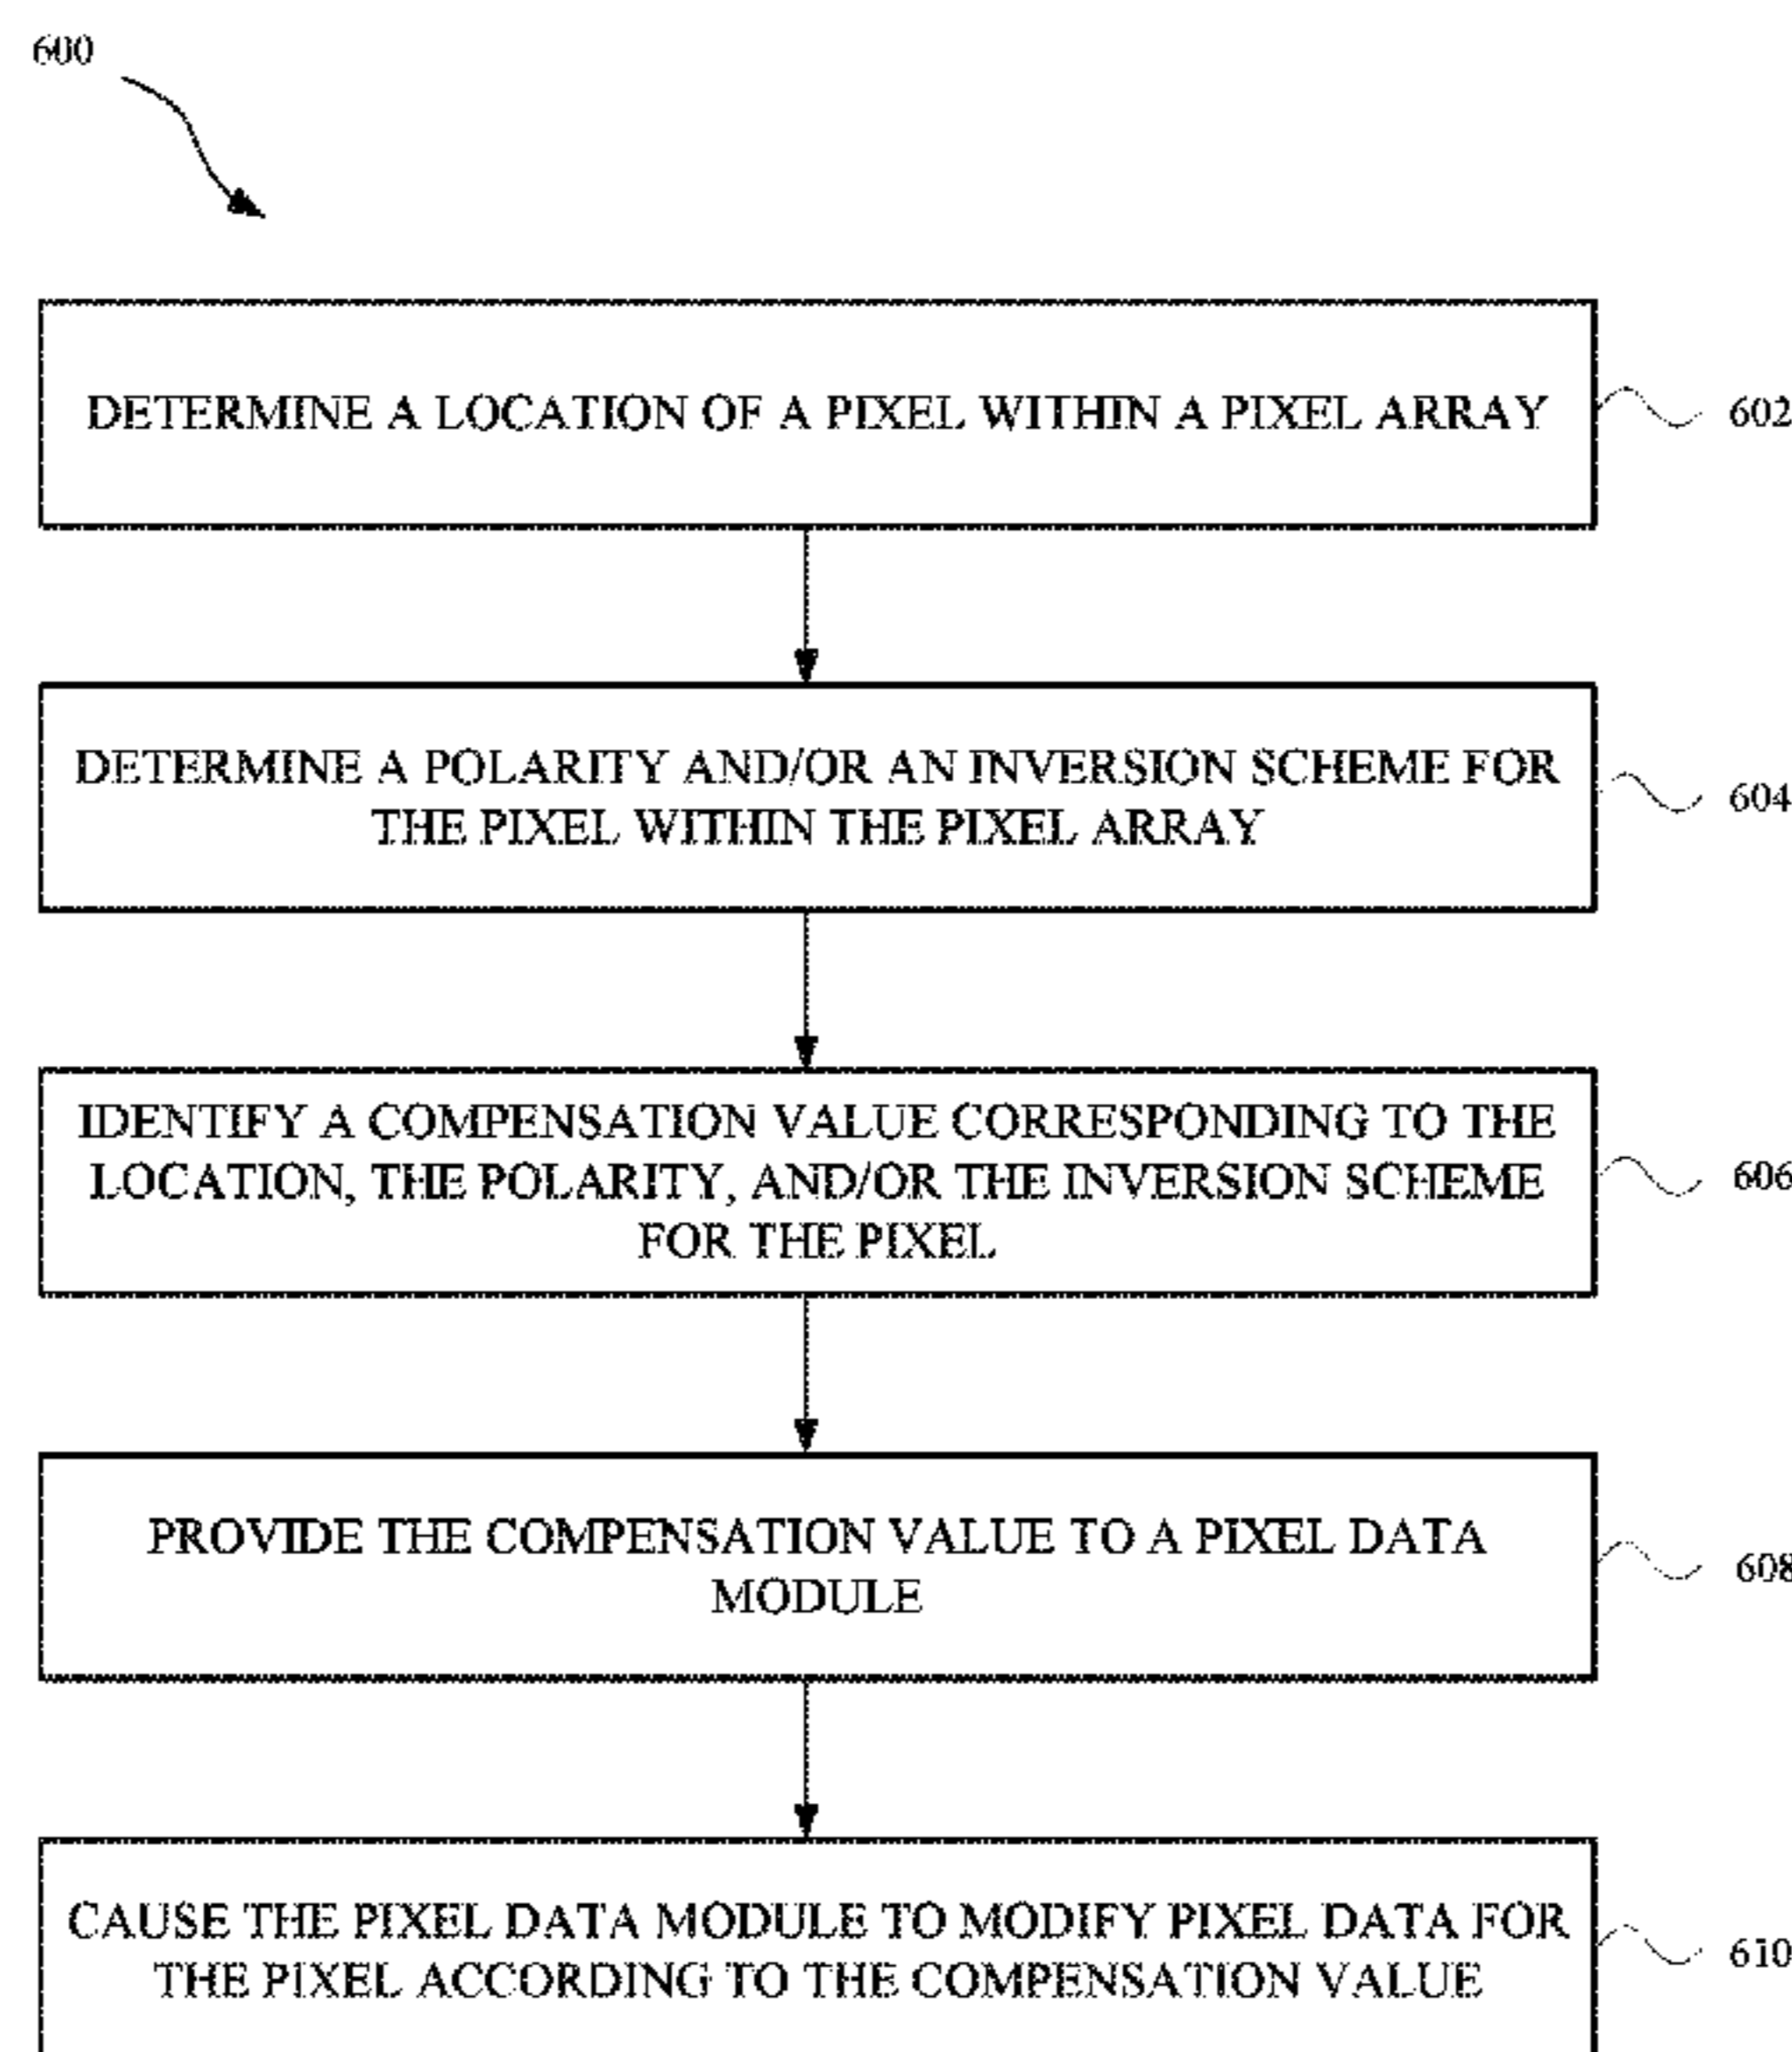 600
DETERMINE A LOCATION OF A PIXEL WITHIN A PIXEL ARRAY
602
DETERMINE A POLARITY AND/OR AN INVERSION SCHEME FOR
THE PIXEL WITHIN THE PIXEL ARRAY
604
IDENTIFY A COMPENSATION VALUE CORRESPONDING TO THE
LOCATION, THE POLARITY, AND/OR THE INVERSION SCHEME
FOR THE PIXEL
606
PROVIDE THE COMPENSATION VALUE TO A PIXEL DATA
MODULE
608
CAUSE THE PIXEL DATA MODULE TO MODIFY PIXEL DATA FOR
THE PIXEL ACCORDING TO THE COMPENSATION VALUE
610